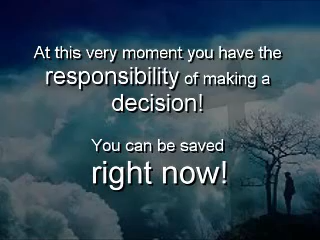 At this very moment you have the
responsibility of making a
decision!
You can be saved
right now!